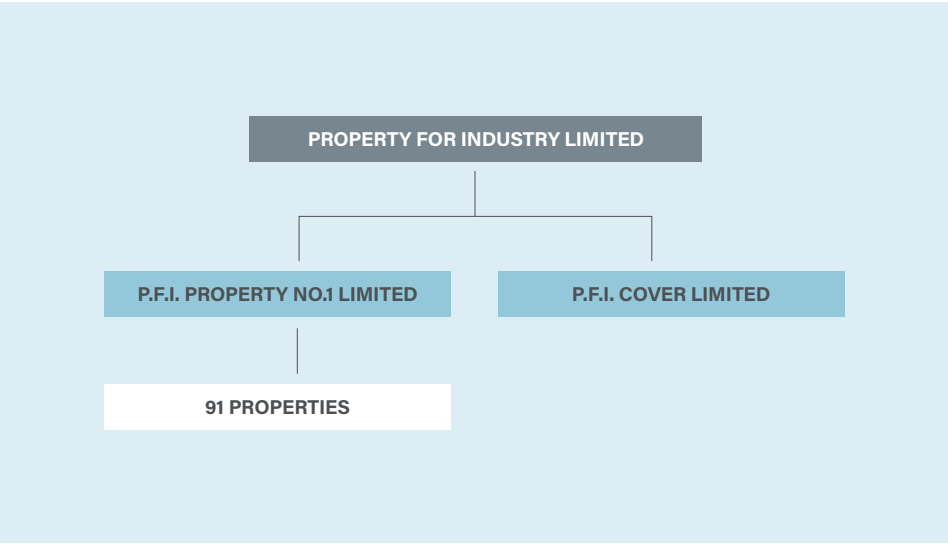 PROPERTY FOR INDUSTRY LIMITED
P.F.I. PROPERTY NO.1 LIMITED
P.F.I. COVER LIMITED
91 PROPERTIES